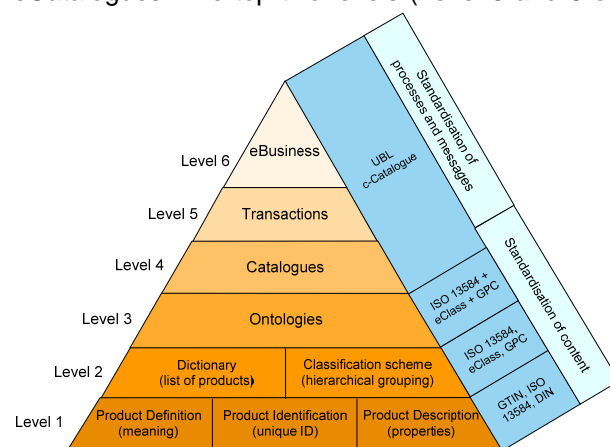 Level 6
eBusiness
Level 5
Transactions
Level 4
Catalogues
Level 3
Ontologies
Level 2
Dictionary
(list of products)
Classification scheme
(hierarchical grouping)
Level 1
Product Definition
(meaning)
Product Identification
(unique ID)
Product Description
(properties)
UBL
c-Catalogue
ISO 13584 +
eClass + GPC
ISO 13584,
eClass, GPC
GTIN, ISO
13584, DIN
Standardisation of
processes and messages
Standardisation of content